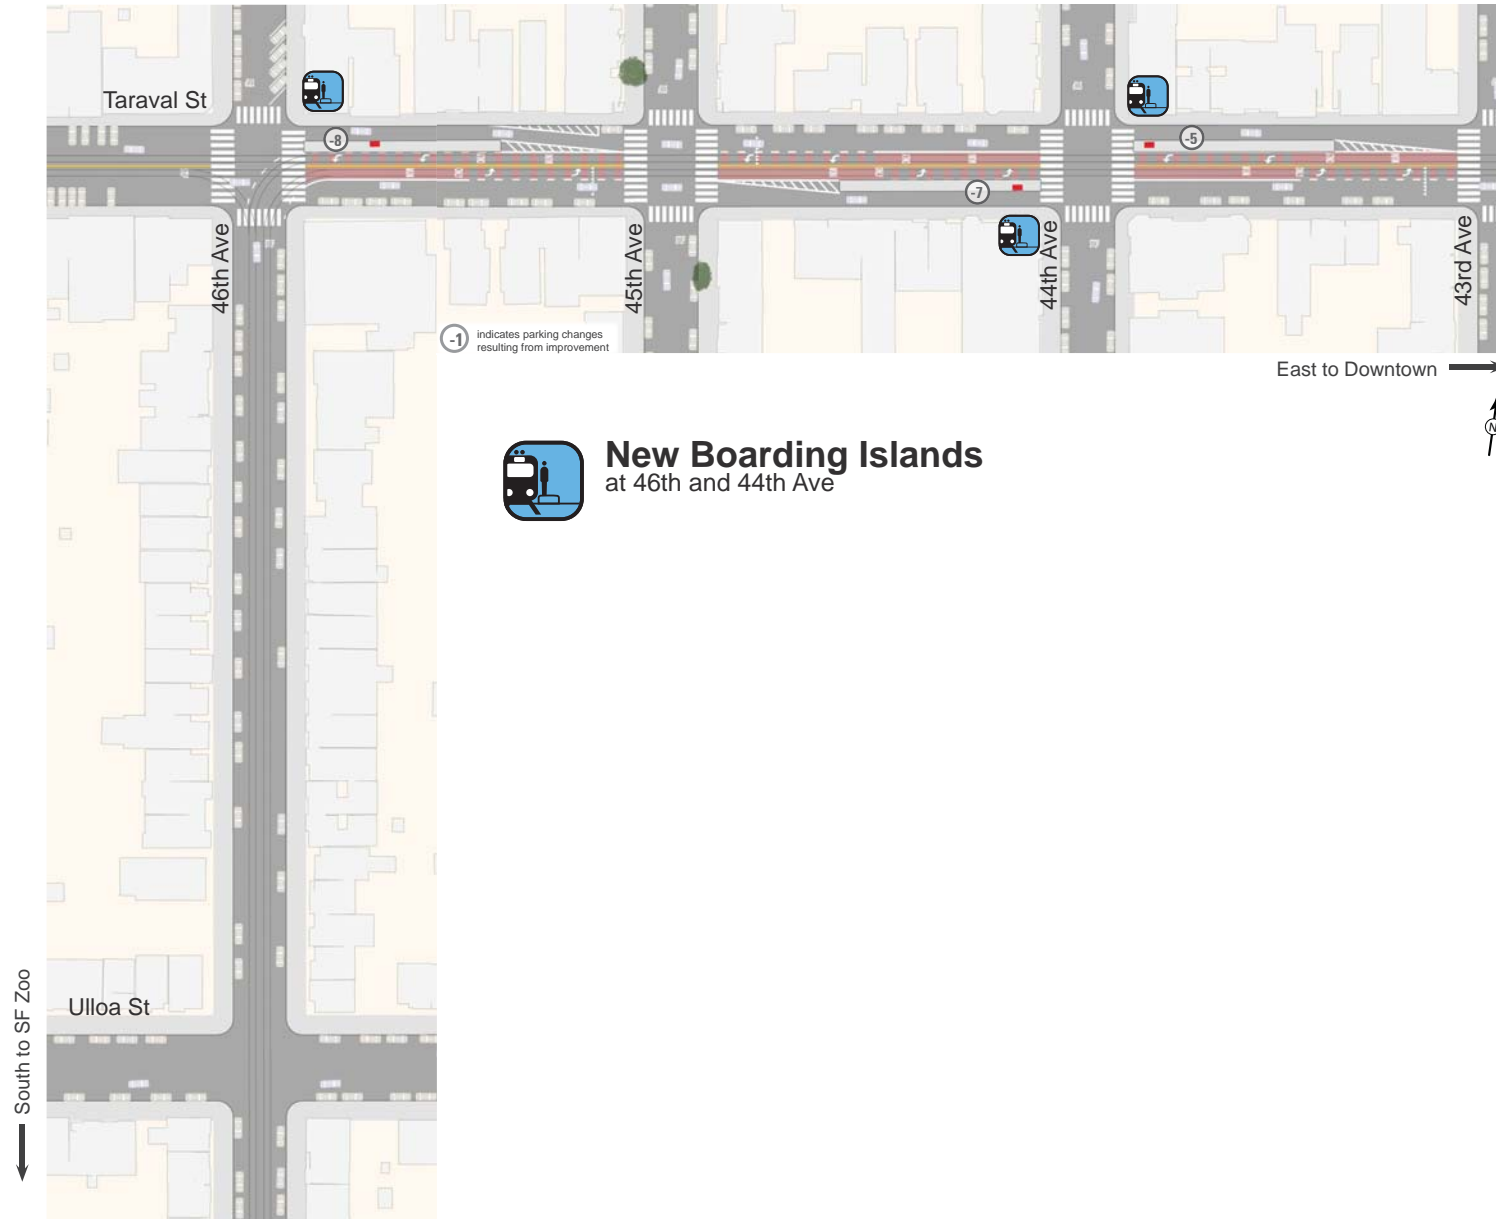 Taraval St
-8
-5
-7
46th Ave
45th Ave
44th Ave
43rd Ave
-1
indicates parking changes
resulting from improvement
East to Downtown
N
New Boarding Islands
at 46th and 44th Ave
Ulloa St
South to SF Zoo